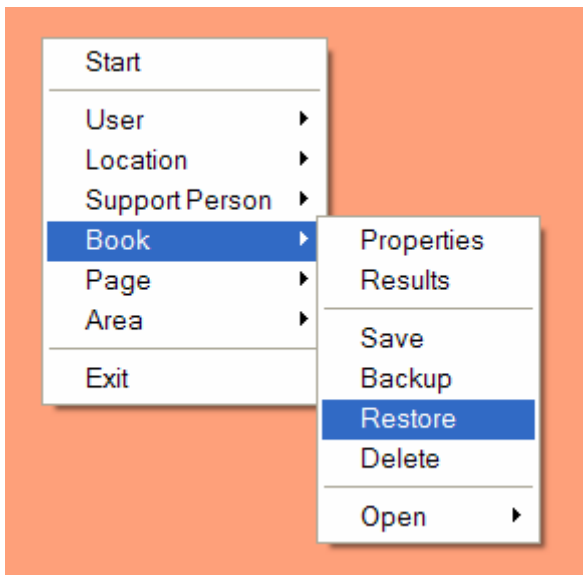 Start
User
Location
Support Person
Book
Page
Area
Exit
Properties
Results
Save
Backup
Restore
Delete
Open